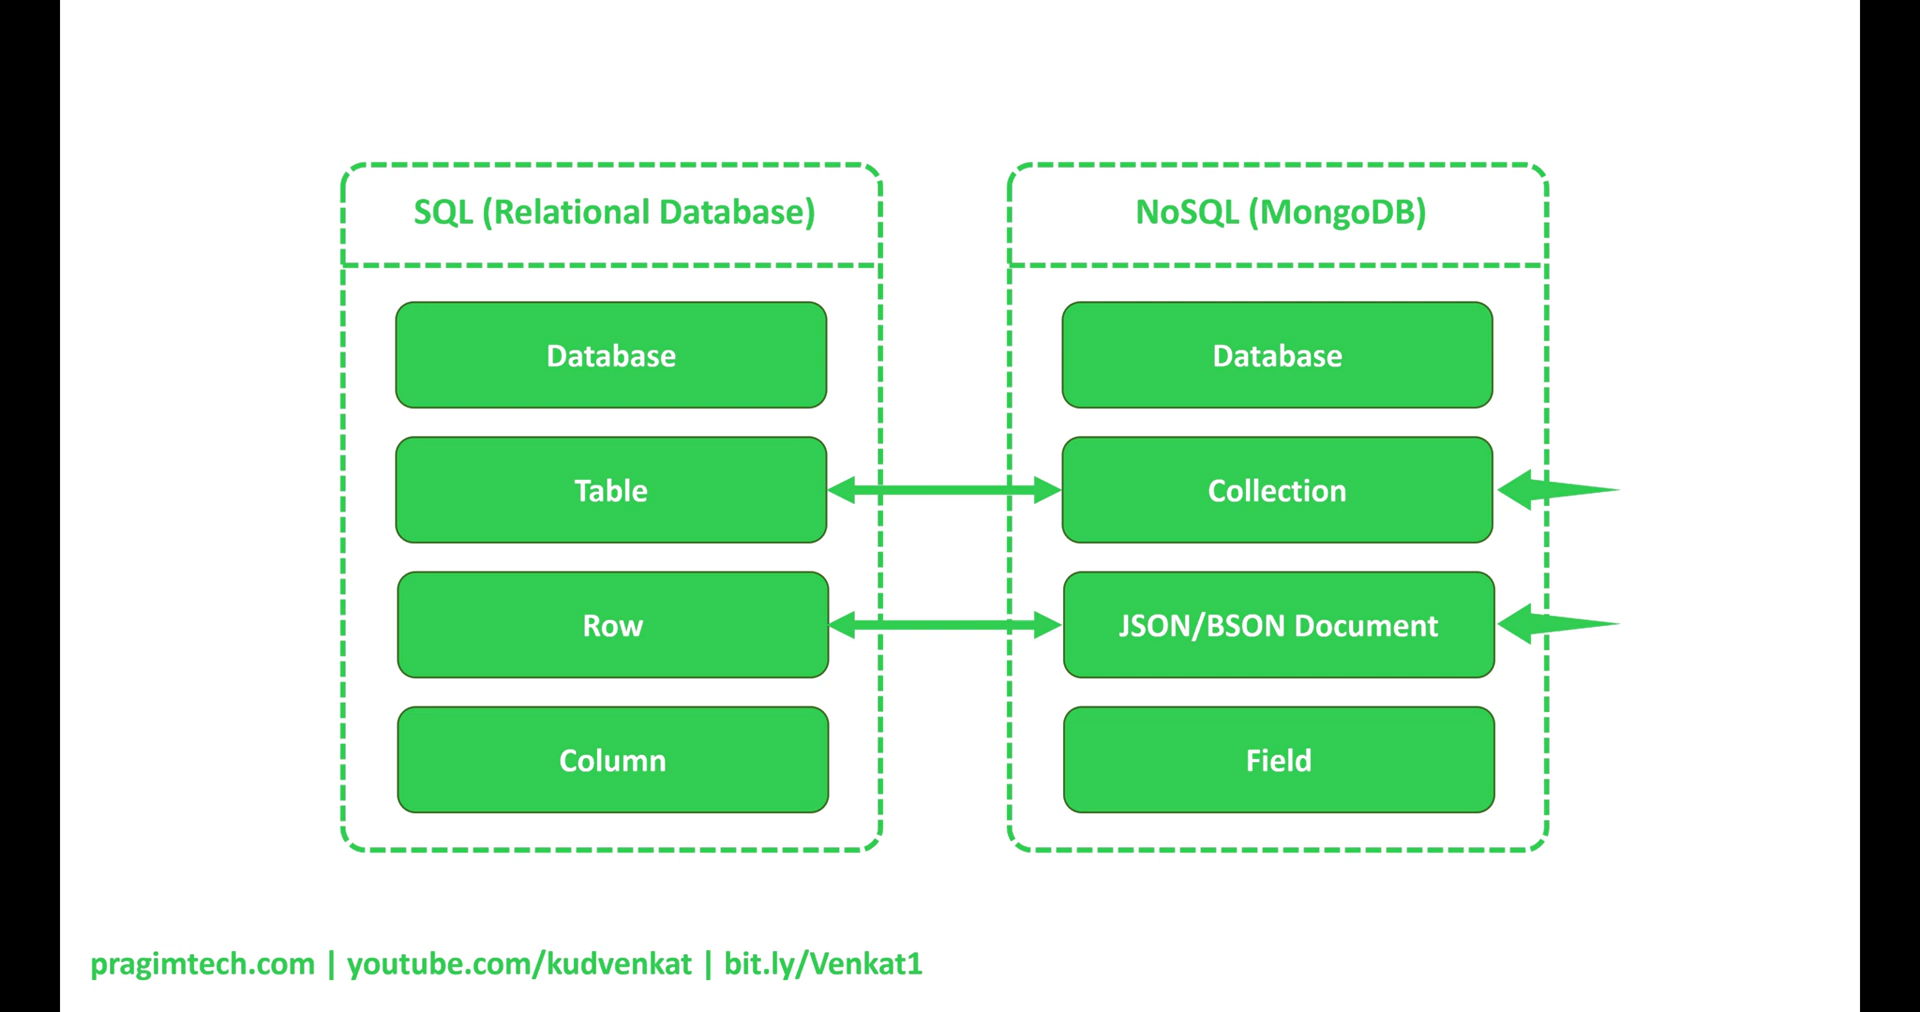 SQL (Relational Database)
Database
Table
Row
Column
NoSQL (MongoDB)
Database
Collection
JSON/BSON Document
Field
pragimtech.com | youtube.com/kudvenkat | bit.ly/Venkat1